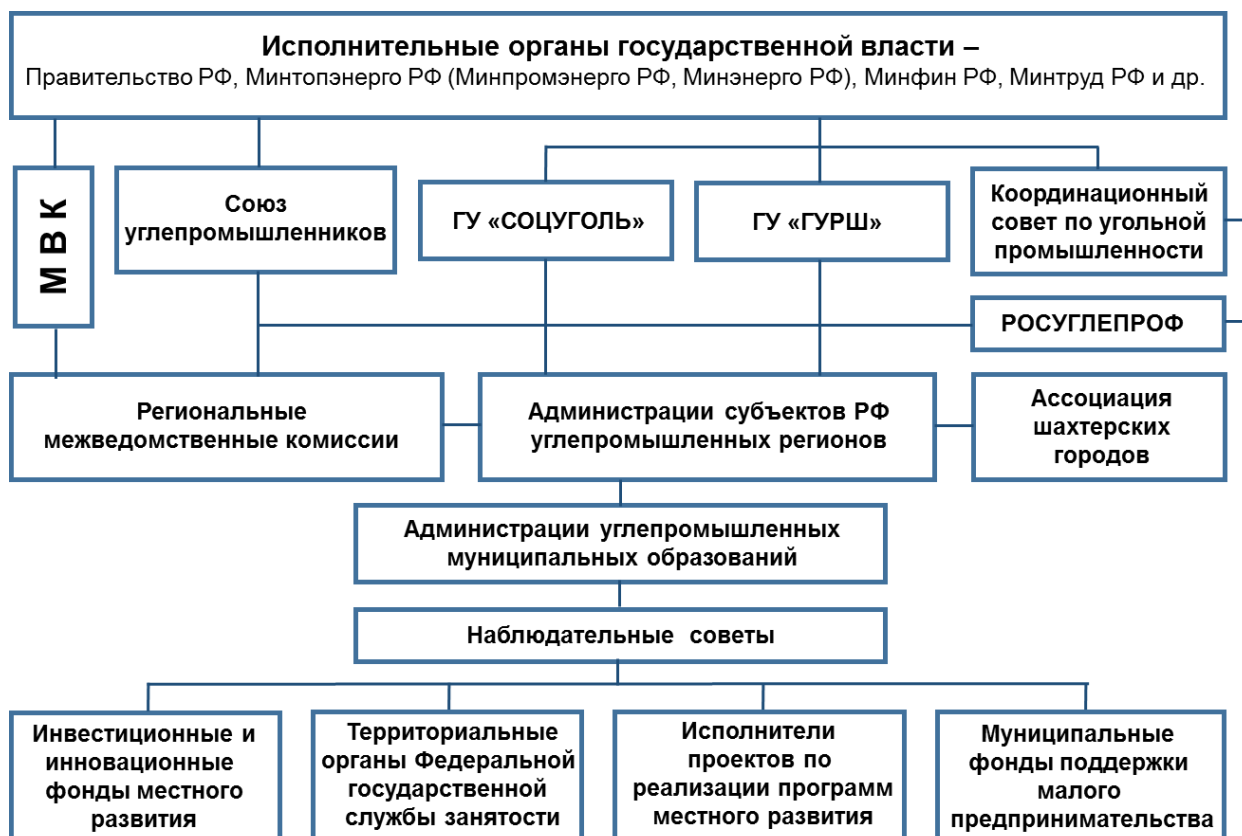 Исполнительные органы государственной власти –
Правительство РФ, Минтопэнерго РФ (Минпромэнерго РФ, Минэнерго РФ), Минфин РФ, Минтруд РФ и др.
МВК
Союз
углепромышленников
ГУ «СОЦУГОЛЬ»
ГУ «ГУРШ»
Координационный
совет по угольной
промышленности
РОСУГЛЕПРОФ
Региональные
межведомственные комиссии
Администрации субъектов РФ
углепромышленных регионов
Ассоциация
шахтерских
городов
Администрации углепромышленных
муниципальных образований
Наблюдательные советы
Инвестиционные и
инновационные
фонды местного
развития
Территориальные
органы Федеральной
государственной
службы занятости
Исполнители
проектов по
реализации программ
местного развития
Муниципальные
фонды поддержки
малого
предпринимательства